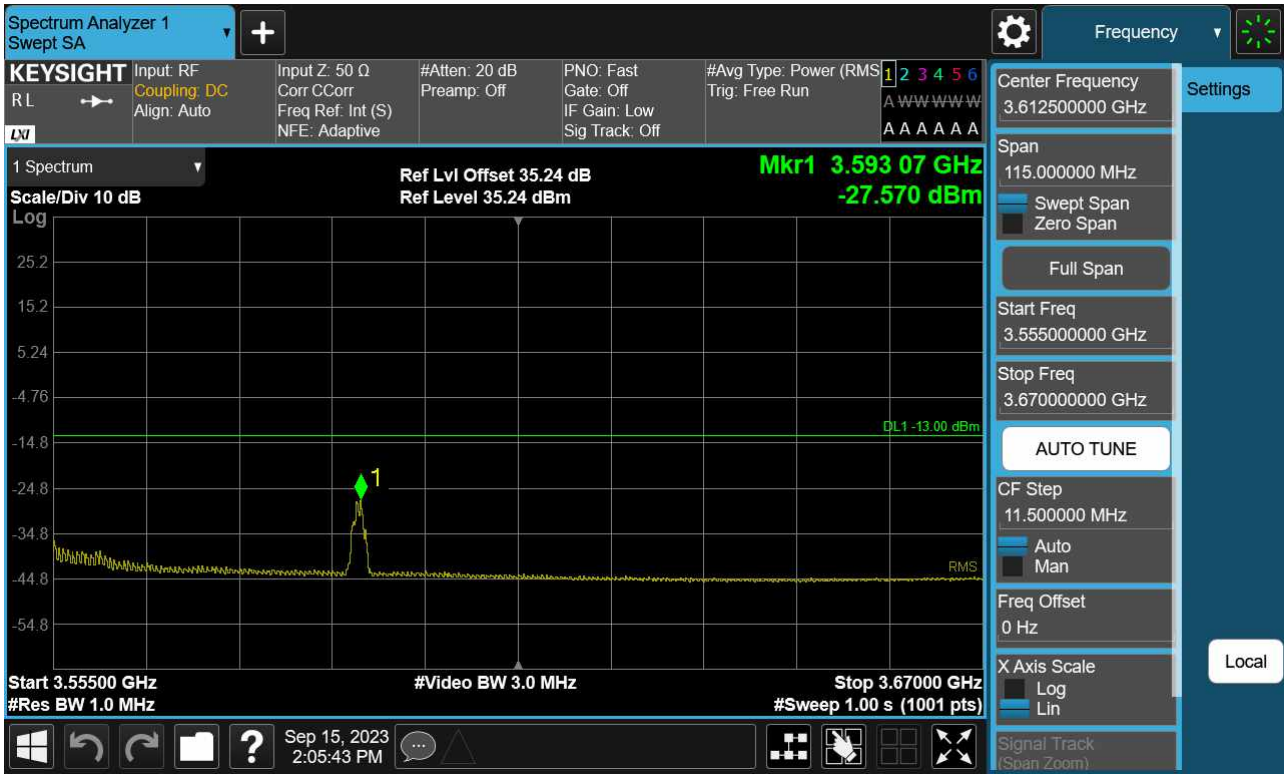 Spectrum Analyzer 1
Swept SA
+
Frequency
KEYSIGHT
R L
LXI
Input: RF
Coupling: DC
Align: Auto
Input Z: 50 Ω
Corr CCorr
Freq Ref: Int (S)
NFE: Adaptive
#Atten: 20 dB
Preamp: Off
PNO: Fast
Gate: Off
IF Gain: Low
Sig Track: Off
#Avg Type: Power (RMS
Trig: Free Run
1 2 3 4 5 6
A W W W W W
A A A A A A
1 Spectrum
Scale/Div 10 dB
Log
Ref Lvl Offset 35.24 dB
Ref Level 35.24 dBm
Mkr1 3.593 07 GHz
-27.570 dBm
25.2
15.2
5.24
-4.76
-14.8
-24.8
-34.8
-44.8
-54.8
DL1 -13.00 dBm
1
RMS
Start 3.55500 GHz
#Res BW 1.0 MHz
#Video BW 3.0 MHz
Stop 3.67000 GHz
#Sweep 1.00 s (1001 pts)
Center Frequency
3.612500000 GHz
Span
115.000000 MHz
Swept Span
Zero Span
Full Span
Start Freq
3.555000000 GHz
Stop Freq
3.670000000 GHz
AUTO TUNE
CF Step
11.500000 MHz
Auto
Man
Freq Offset
0 Hz
X Axis Scale
Log
Lin
Signal Track
(Span Zoom)
Settings
Local
?
Sep 15, 2023
2:05:43 PM